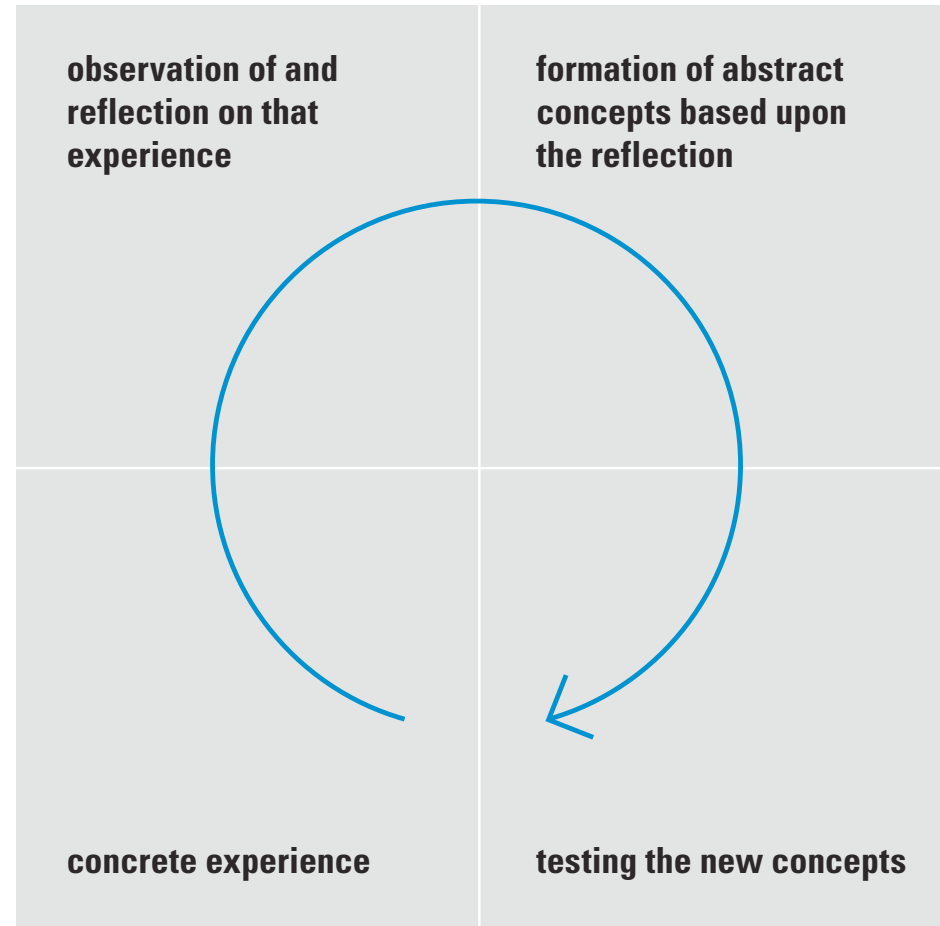 observation of and
reflection on that
experience
formation of abstract
concepts based upon
the reflection
concrete experience
testing the new concepts